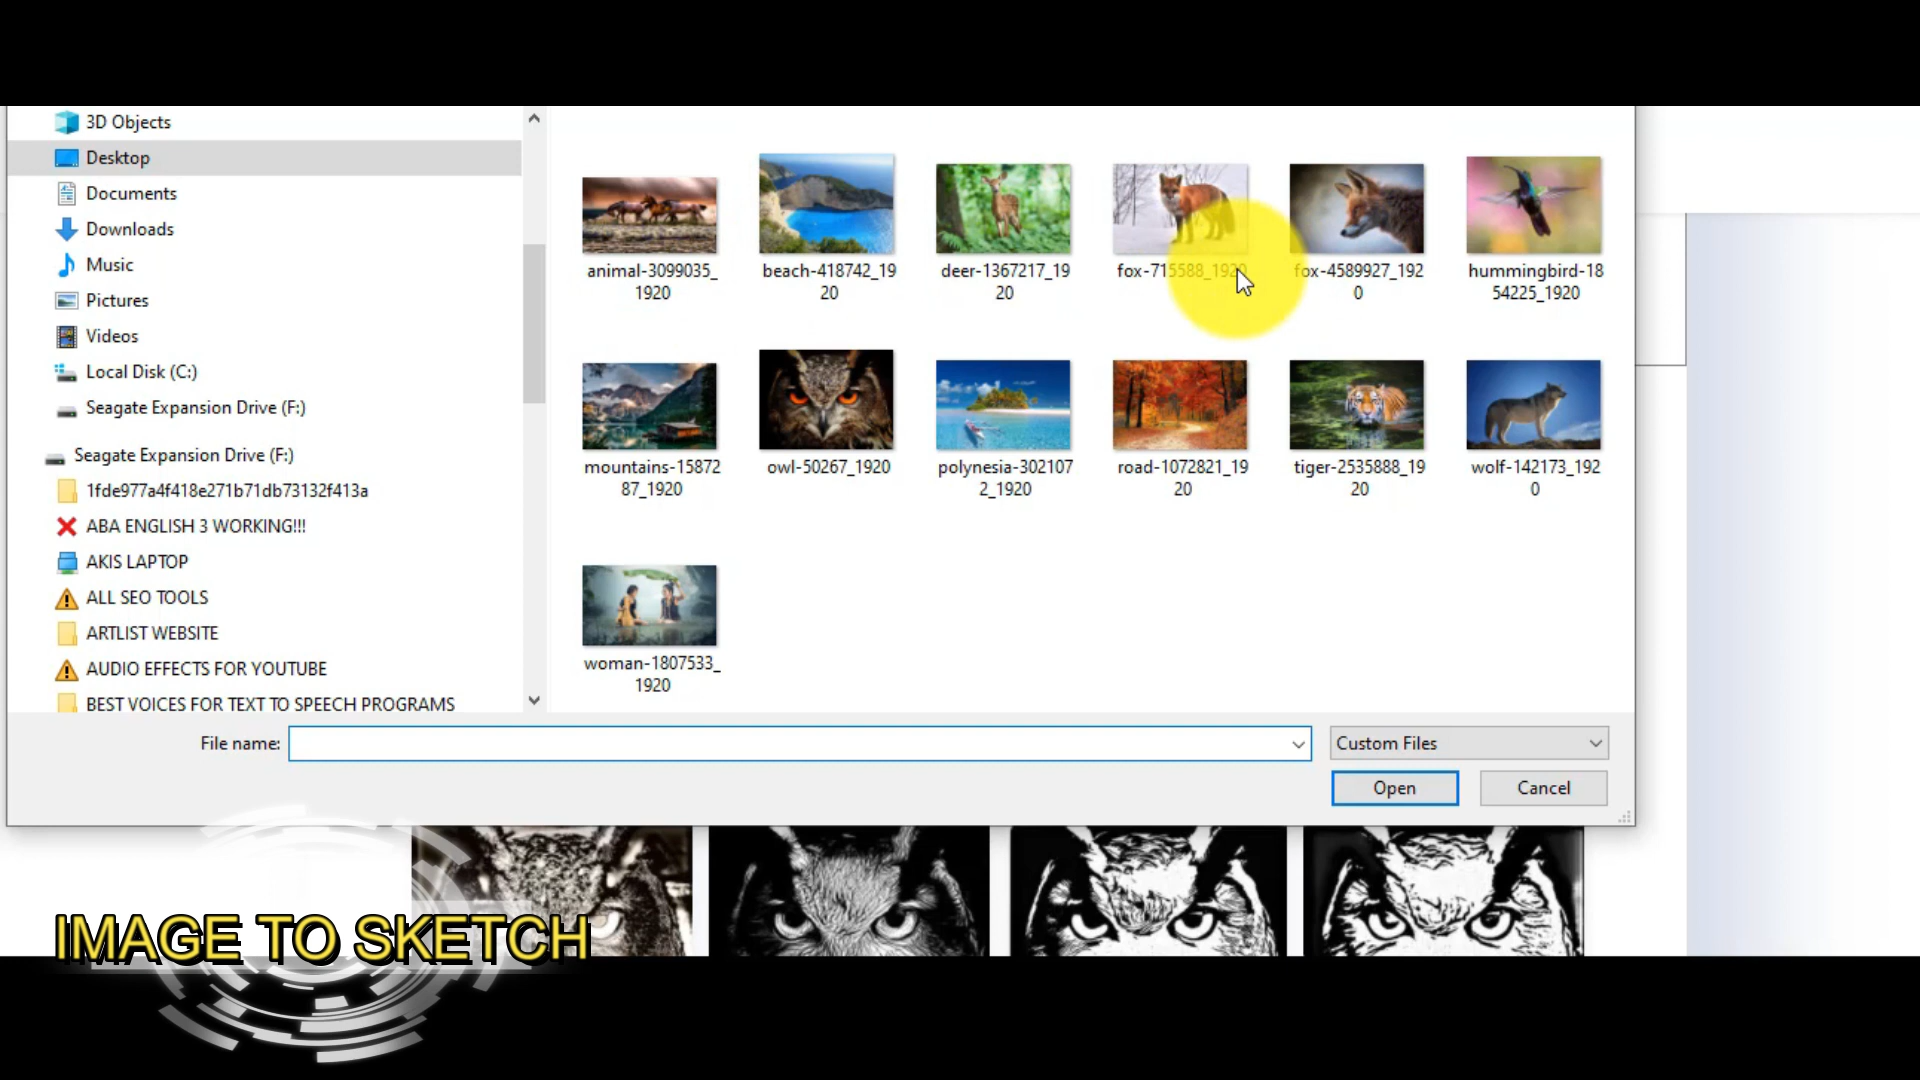 3D Objects
Desktop
Documents
Downloads
Music
Pictures
Videos
Local Disk (C:)
Seagate Expansion Drive (F:)
Seagate Expansion Drive (F:)
1fde977a4f418e271b71db73132f413a
ABA ENGLISH 3 WORKING!!!
AKIS LAPTOP
ALL SEO TOOLS
ARTLIST WEBSITE
AUDIO EFFECTS FOR YOUTUBE
BEST VOICES FOR TEXT TO SPEECH PROGRAMS
animal-3099035_
1920
beach-418742_19
20
deer-1367217_19
20
fox-715588_1920
fox-4589927_192
0
hummingbird-18
54225_1920
mountains-15872
87_1920
owl-50267_1920
polynesia-302107
2_1920
road-1072821_19
20
tiger-2535888_19
20
wolf-142173_192
0
woman-1807533_
1920
File name:
Custom Files
Open
Cancel
IMAGE TO SKETCH